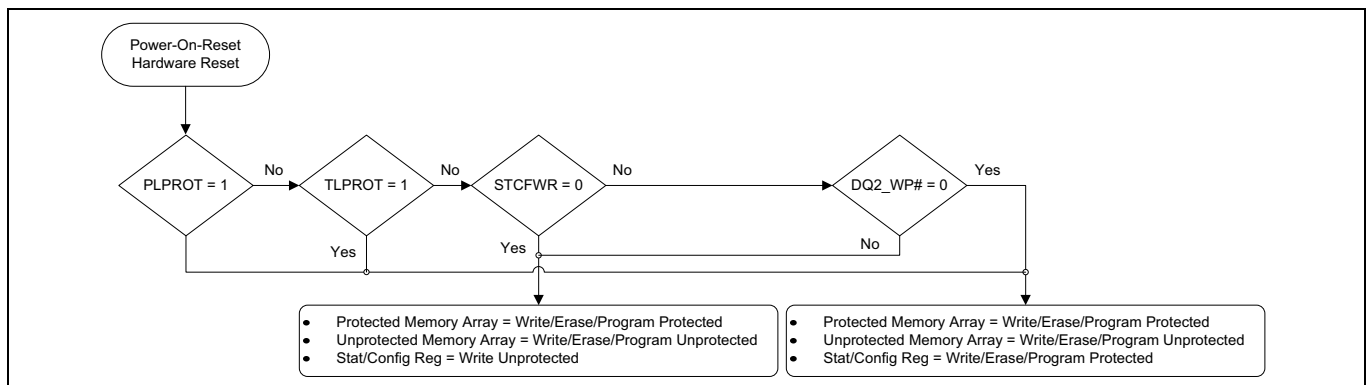 Power-On-Reset
Hardware Reset
PLPROT = 1
No
TLPROT = 1
No
STCFWR = 0
No
DQ2_WP# = 0
Yes
Yes
Yes
No
• Protected Memory Array = Write/Erase/Program Protected
• Unprotected Memory Array = Write/Erase/Program Unprotected
• Stat/Config Reg = Write Unprotected
• Protected Memory Array = Write/Erase/Program Protected
• Unprotected Memory Array = Write/Erase/Program Unprotected
• Stat/Config Reg = Write/Erase/Program Protected